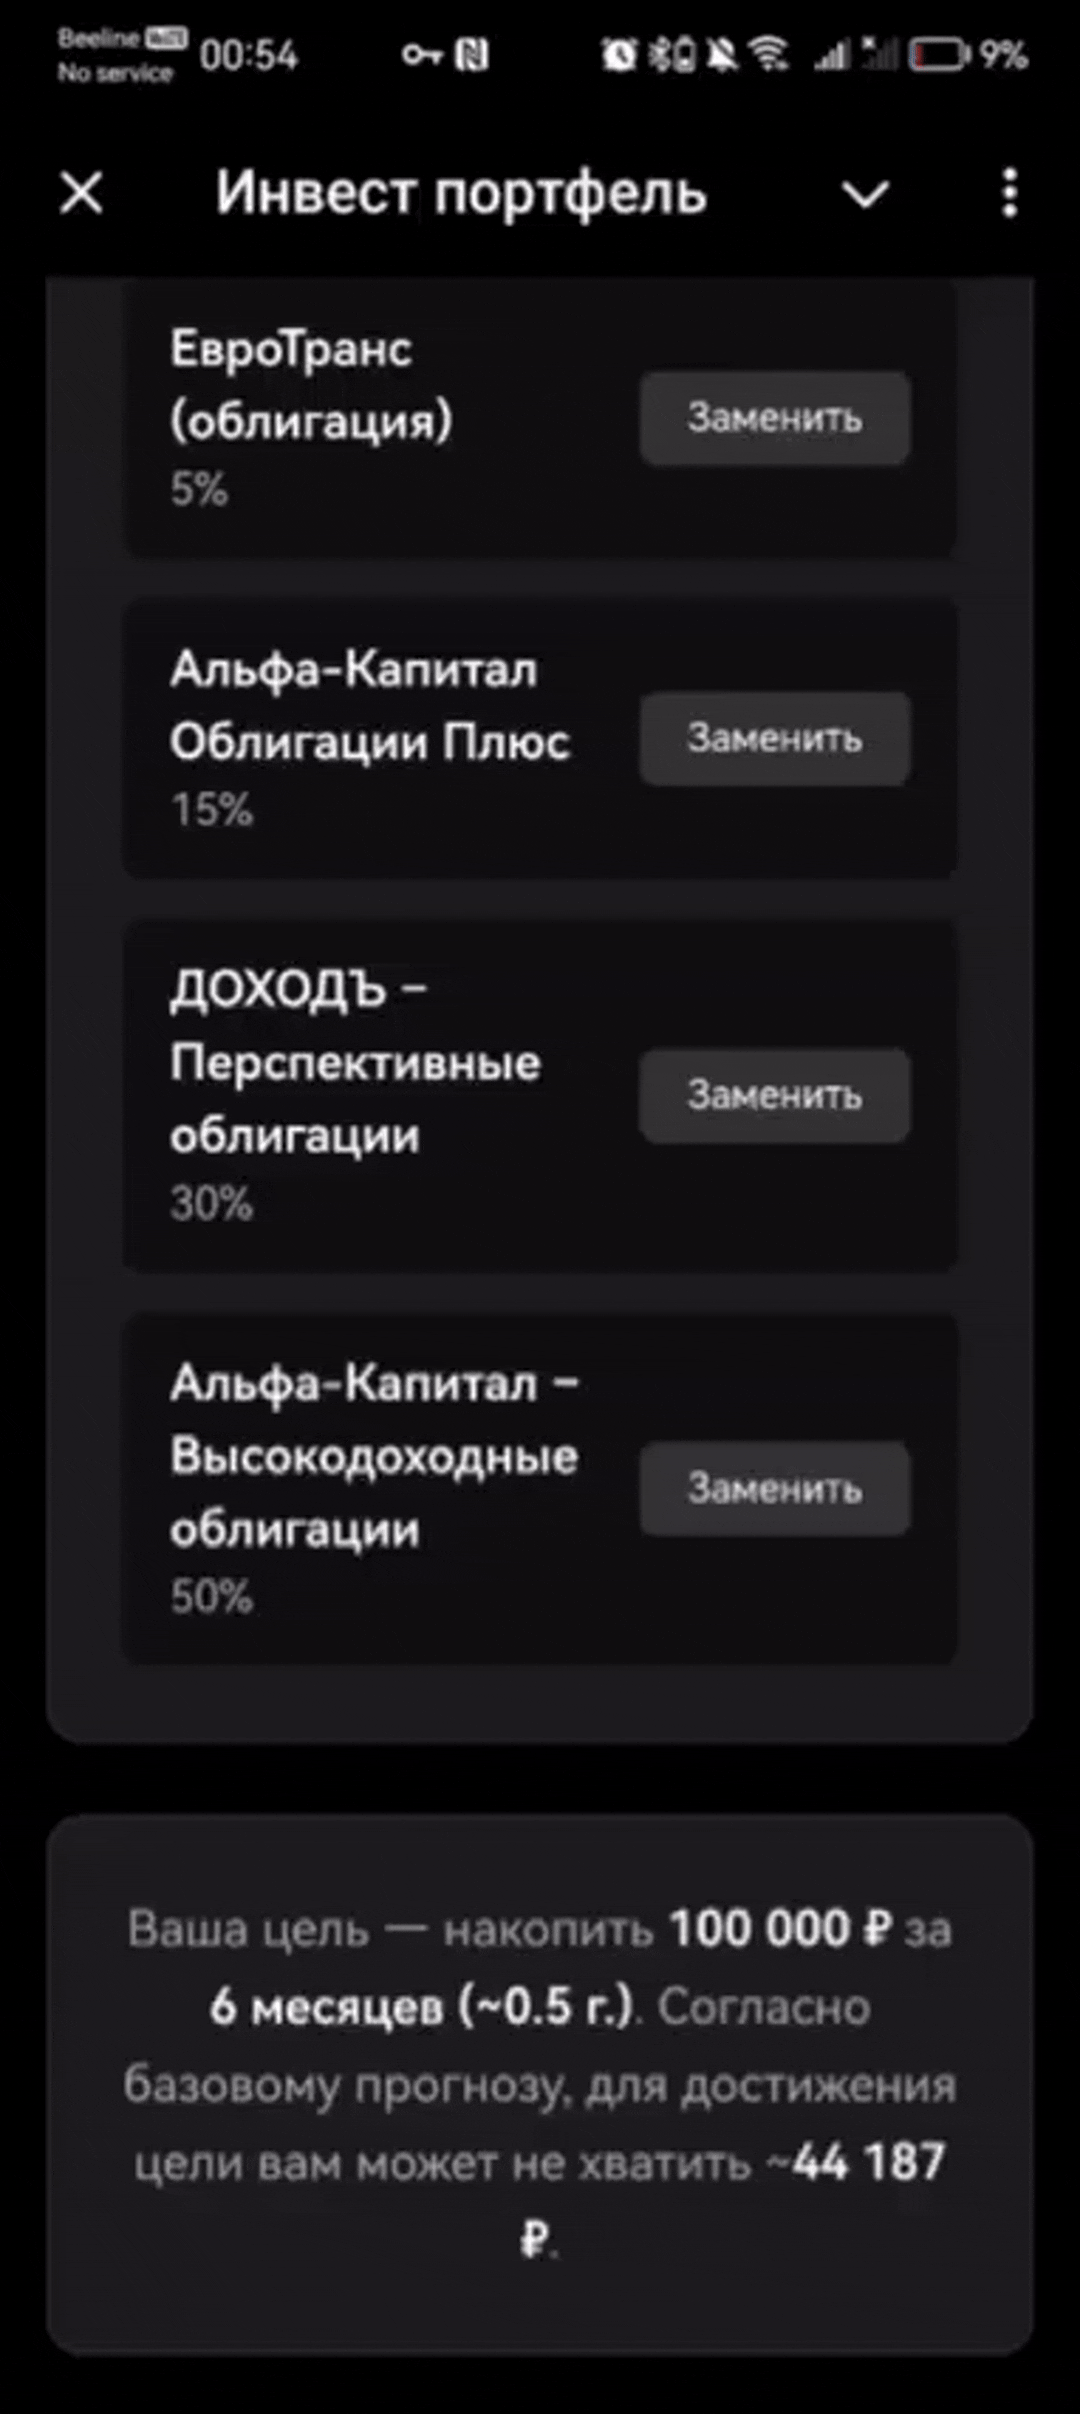 Beeline VoWiFi
No service
00:54
9%
Инвест портфель
ЕвроТранс
(облигация)
5%
Заменить
Альфа-Капитал
Облигации Плюс
15%
Заменить
ДОХОДЪ –
Перспективные
облигации
30%
Заменить
Альфа-Капитал –
Высокодоходные
облигации
50%
Заменить
Ваша цель — накопить 100 000 ₽ за
6 месяцев (~0.5 г.). Согласно
базовому прогнозу, для достижения
цели вам может не хватить ~44 187
₽.